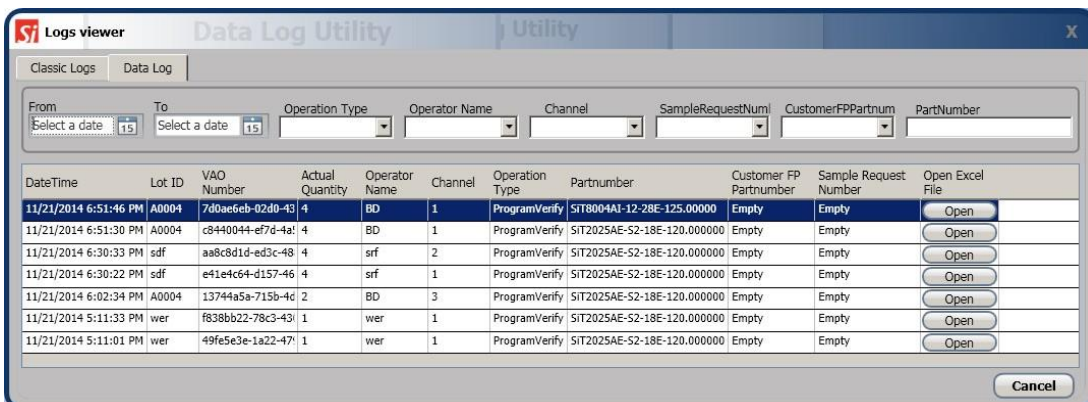 Si Logs viewer Data Log Utility Utility X
Classic Logs Data Log
From To Operation Type Operator Name Channel SampleRequestNuml CustomerFPPartnum PartNumber
Select a date 15 Select a date 15
DateTime Lot ID VAO Number Actual Quantity Operator Name Channel Operation Type Partnumber Customer FP Partnumber Sample Request Number Open Excel File
11/21/2014 6:51:46 PM A0004 7d0ae6eb-02d0-43 4 BD 1 ProgramVerify SiT8004AI-12-28E-125.00000 Empty Empty Open
11/21/2014 6:51:30 PM A0004 c8440044-ef7d-4a 4 BD 1 ProgramVerify SiT2025AE-S2-18E-120.000000 Empty Empty Open
11/21/2014 6:30:33 PM sdf aa8c8d1d-ed3c-48 4 srf 2 ProgramVerify SiT2025AE-S2-18E-120.000000 Empty Empty Open
11/21/2014 6:30:22 PM sdf e41e4c64-d157-46 4 srf 1 ProgramVerify SiT2025AE-S2-18E-120.000000 Empty Empty Open
11/21/2014 6:02:34 PM A0004 13744a5a-715b-4d 2 BD 3 ProgramVerify SiT2025AE-S2-18E-120.000000 Empty Empty Open
11/21/2014 5:11:33 PM wer f838bb22-78c3-43 1 wer 1 ProgramVerify SiT2025AE-S2-18E-120.000000 Empty Empty Open
11/21/2014 5:11:01 PM wer 49fe5e3e-1a22-47 1 wer 1 ProgramVerify SiT2025AE-S2-18E-120.000000 Empty Empty Open
Cancel